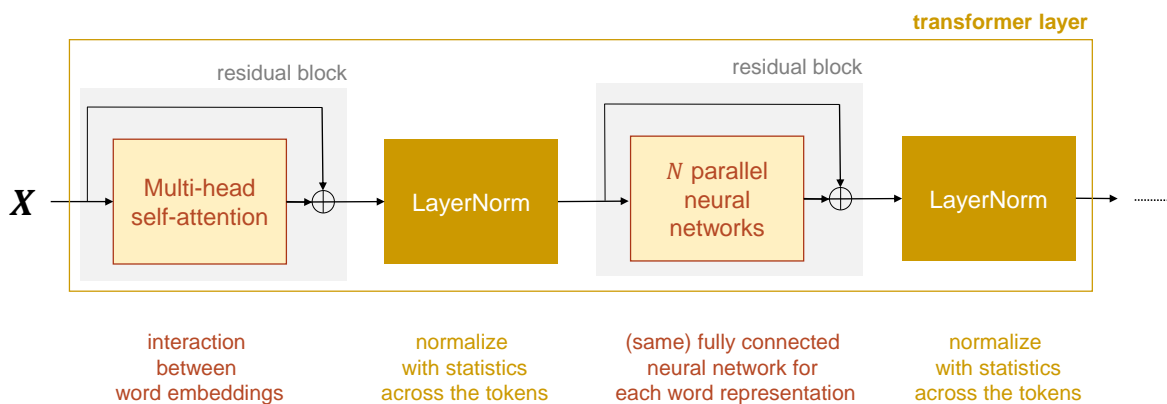 transformer layer
residual block
residual block
X
Multi-head
self-attention
LayerNorm
N parallel
neural
networks
LayerNorm
interaction
between
word embeddings
normalize
with statistics
across the tokens
(same) fully connected
neural network for
each word representation
normalize
with statistics
across the tokens